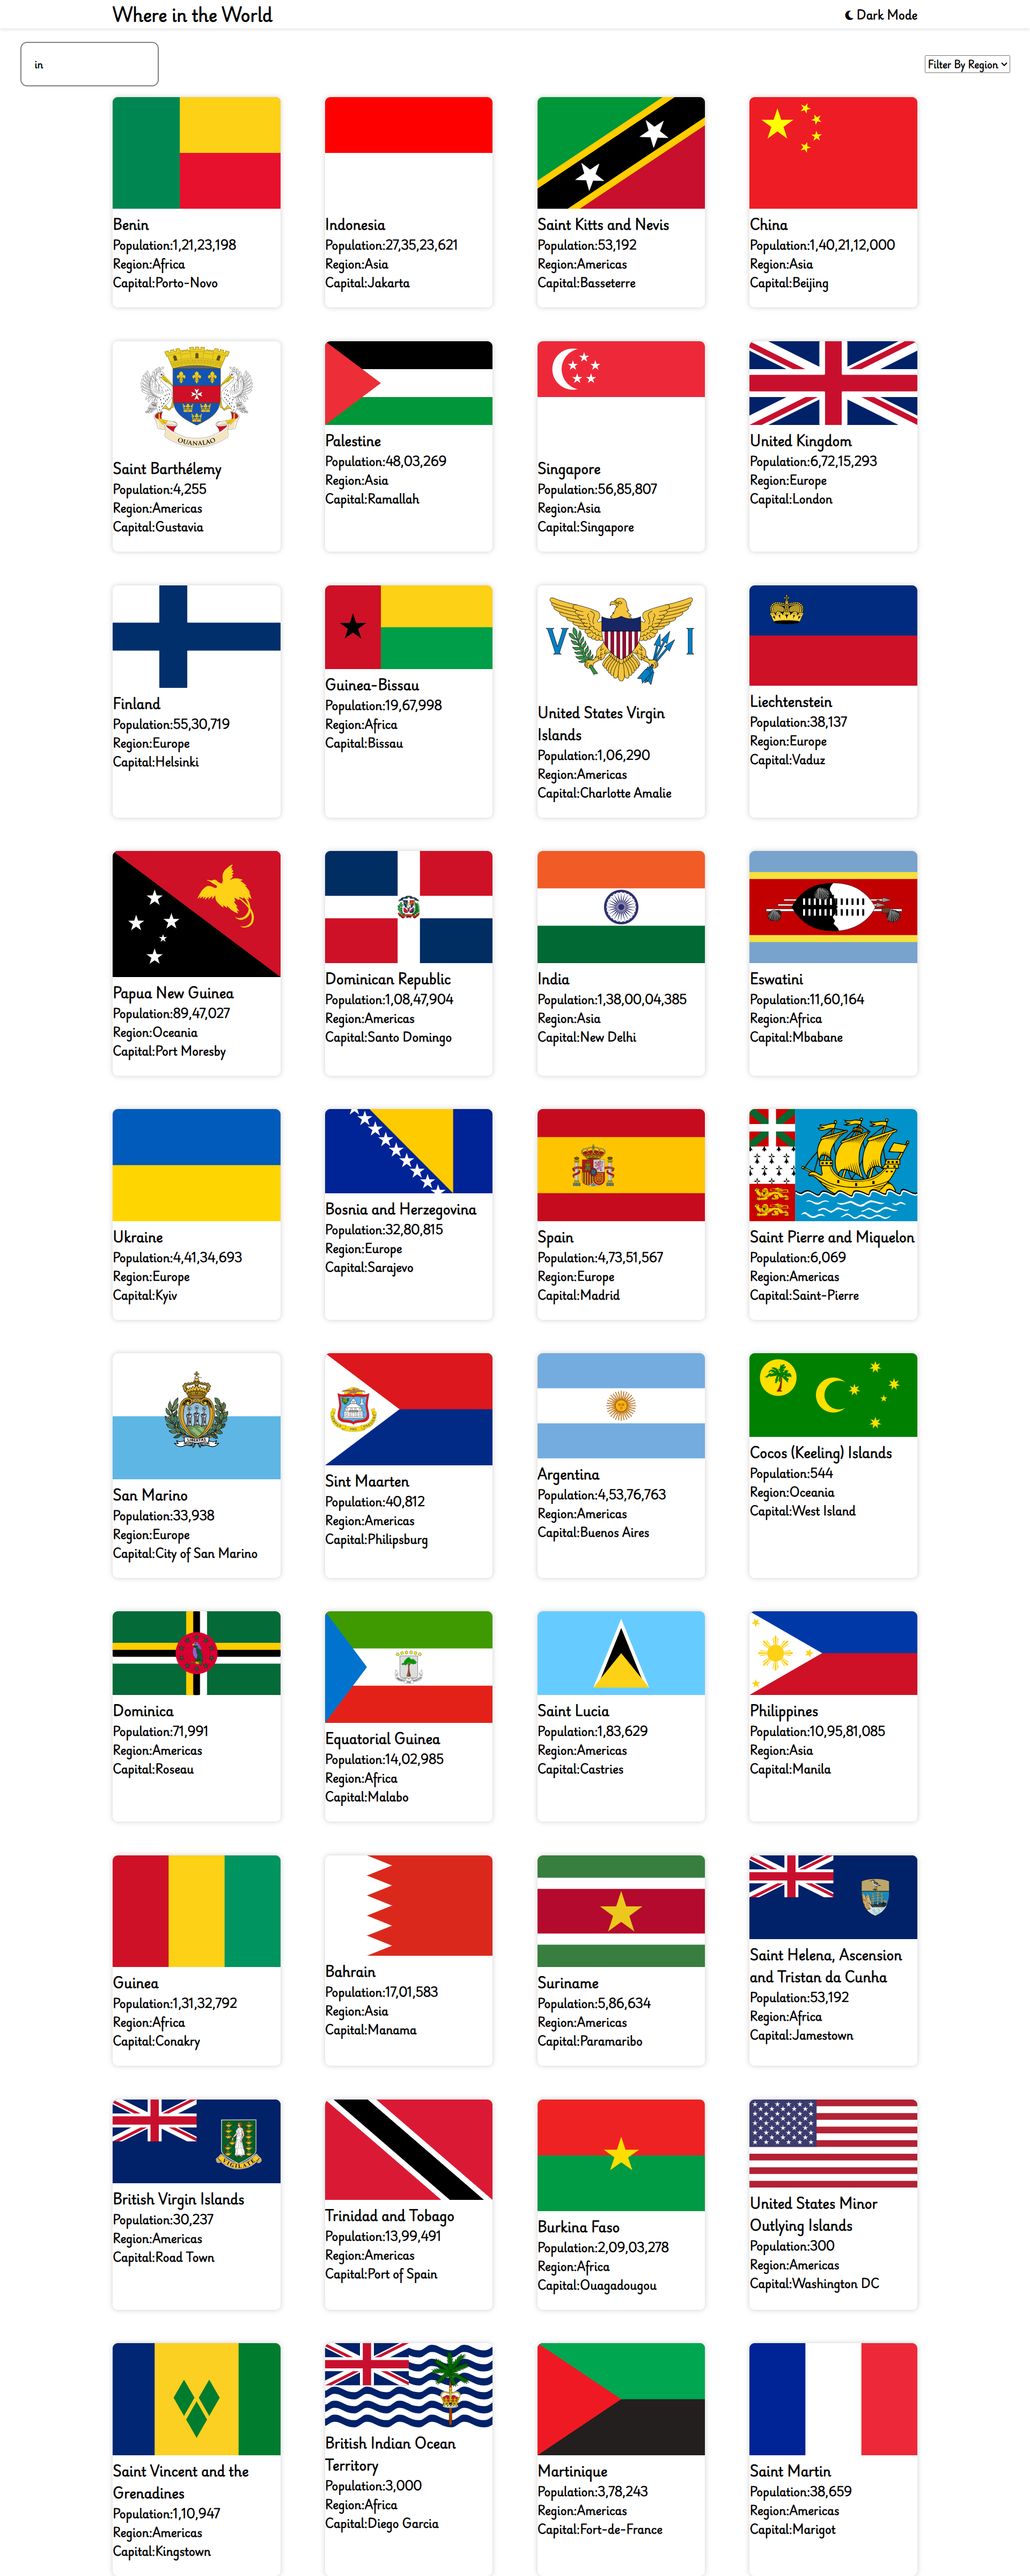 Where in the World
Dark Mode
in
Filter By Region
Benin
Population:1,21,23,198
Region:Africa
Capital:Porto-Novo
Indonesia
Population:27,35,23,621
Region:Asia
Capital:Jakarta
Saint Kitts and Nevis
Population:53,192
Region:Americas
Capital:Basseterre
China
Population:1,40,21,12,000
Region:Asia
Capital:Beijing
QUANALAO
Saint Barthélemy
Population:4,255
Region:Americas
Capital:Gustavia
Palestine
Population:48,03,269
Region:Asia
Capital:Ramallah
Singapore
Population:56,85,807
Region:Asia
Capital:Singapore
United Kingdom
Population:6,72,15,293
Region:Europe
Capital:London
Finland
Population:55,30,719
Region:Europe
Capital:Helsinki
Guinea-Bissau
Population:19,67,998
Region:Africa
Capital:Bissau
V I
United States Virgin
Islands
Population:1,06,290
Region:Americas
Capital:Charlotte Amalie
Liechtenstein
Population:38,137
Region:Europe
Capital:Vaduz
Papua New Guinea
Population:89,47,027
Region:Oceania
Capital:Port Moresby
Dominican Republic
Population:1,08,47,904
Region:Americas
Capital:Santo Domingo
India
Population:1,38,00,04,385
Region:Asia
Capital:New Delhi
Eswatini
Population:11,60,164
Region:Africa
Capital:Mbabane
Ukraine
Population:4,41,34,693
Region:Europe
Capital:Kyiv
Bosnia and Herzegovina
Population:32,80,815
Region:Europe
Capital:Sarajevo
Spain
Population:4,73,51,567
Region:Europe
Capital:Madrid
Saint Pierre and Miquelon
Population:6,069
Region:Americas
Capital:Saint-Pierre
LIBERTAS
San Marino
Population:33,938
Region:Europe
Capital:City of San Marino
Sint Maarten
Population:40,812
Region:Americas
Capital:Philipsburg
Argentina
Population:4,53,76,763
Region:Americas
Capital:Buenos Aires
Cocos (Keeling) Islands
Population:544
Region:Oceania
Capital:West Island
Dominica
Population:71,991
Region:Americas
Capital:Roseau
Equatorial Guinea
Population:14,02,985
Region:Africa
Capital:Malabo
Saint Lucia
Population:1,83,629
Region:Americas
Capital:Castries
Philippines
Population:10,95,81,085
Region:Asia
Capital:Manila
Guinea
Population:1,31,32,792
Region:Africa
Capital:Conakry
Bahrain
Population:17,01,583
Region:Asia
Capital:Manama
Suriname
Population:5,86,634
Region:Americas
Capital:Paramaribo
Saint Helena, Ascension
and Tristan da Cunha
Population:53,192
Region:Africa
Capital:Jamestown
VIGILATE
British Virgin Islands
Population:30,237
Region:Americas
Capital:Road Town
Trinidad and Tobago
Population:13,99,491
Region:Americas
Capital:Port of Spain
Burkina Faso
Population:2,09,03,278
Region:Africa
Capital:Ouagadougou
United States Minor
Outlying Islands
Population:300
Region:Americas
Capital:Washington DC
Saint Vincent and the
Grenadines
Population:1,10,947
Region:Americas
Capital:Kingstown
British Indian Ocean
Territory
Population:3,000
Region:Africa
Capital:Diego Garcia
Martinique
Population:3,78,243
Region:Americas
Capital:Fort-de-France
Saint Martin
Population:38,659
Region:Americas
Capital:Marigot